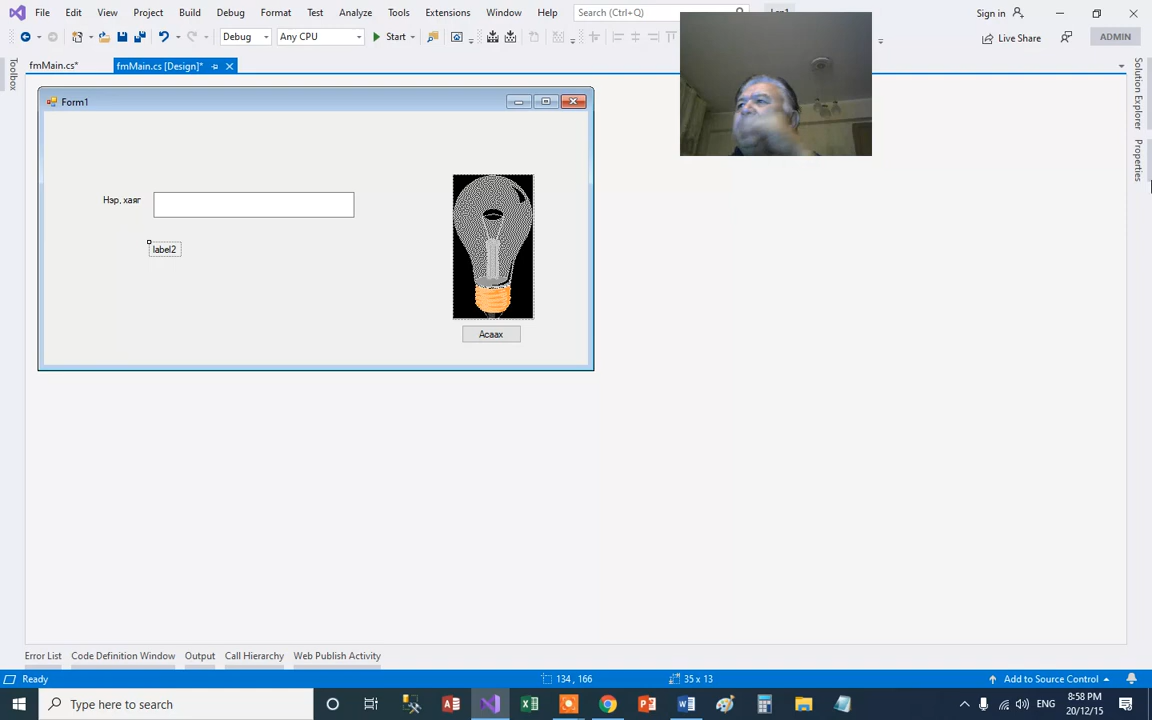 File Edit View Project Build Debug Format Test Analyze Tools Extensions Window Help Search (Ctrl+Q) Sign in
Debug Any CPU Start Live Share ADMIN
fmMain.cs* fmMain.cs [Design]*
Toolbox
Solution Explorer
Properties
Form1
Нэр, хаяг
label2
Асаах
Error List Code Definition Window Output Call Hierarchy Web Publish Activity
Ready 134 , 166 35 x 13 Add to Source Control
Type here to search ENG 8:58 PM
20/12/15